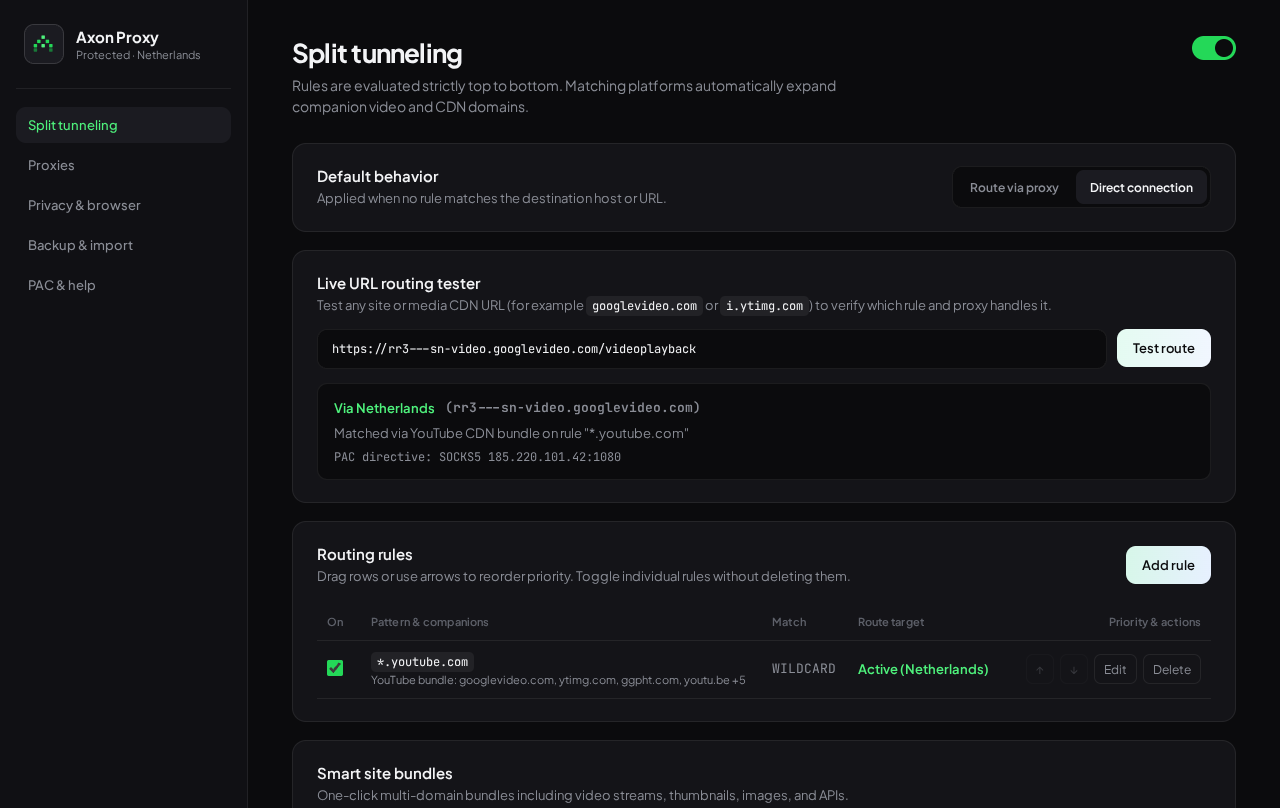 Axon Proxy
Protected · Netherlands
Split tunneling
Proxies
Privacy & browser
Backup & import
PAC & help
Split tunneling
Rules are evaluated strictly top to bottom. Matching platforms automatically expand
companion video and CDN domains.
Default behavior
Applied when no rule matches the destination host or URL.
Route via proxy
Direct connection
Live URL routing tester
Test any site or media CDN URL (for example googlevideo.com or i.ytimg.com) to verify which rule and proxy handles it.
https://rr3---sn-video.googlevideo.com/videoplayback
Test route
Via Netherlands (rr3---sn-video.googlevideo.com)
Matched via YouTube CDN bundle on rule "*.youtube.com"
PAC directive: SOCKS5 185.220.101.42:1080
Routing rules
Drag rows or use arrows to reorder priority. Toggle individual rules without deleting them.
Add rule
On Pattern & companions Match Route target Priority & actions
*.youtube.com
YouTube bundle: googlevideo.com, ytimg.com, ggpht.com, youtu.be +5
WILDCARD
Active (Netherlands)
↑ ↓ Edit Delete
Smart site bundles
One-click multi-domain bundles including video streams, thumbnails, images, and APIs.